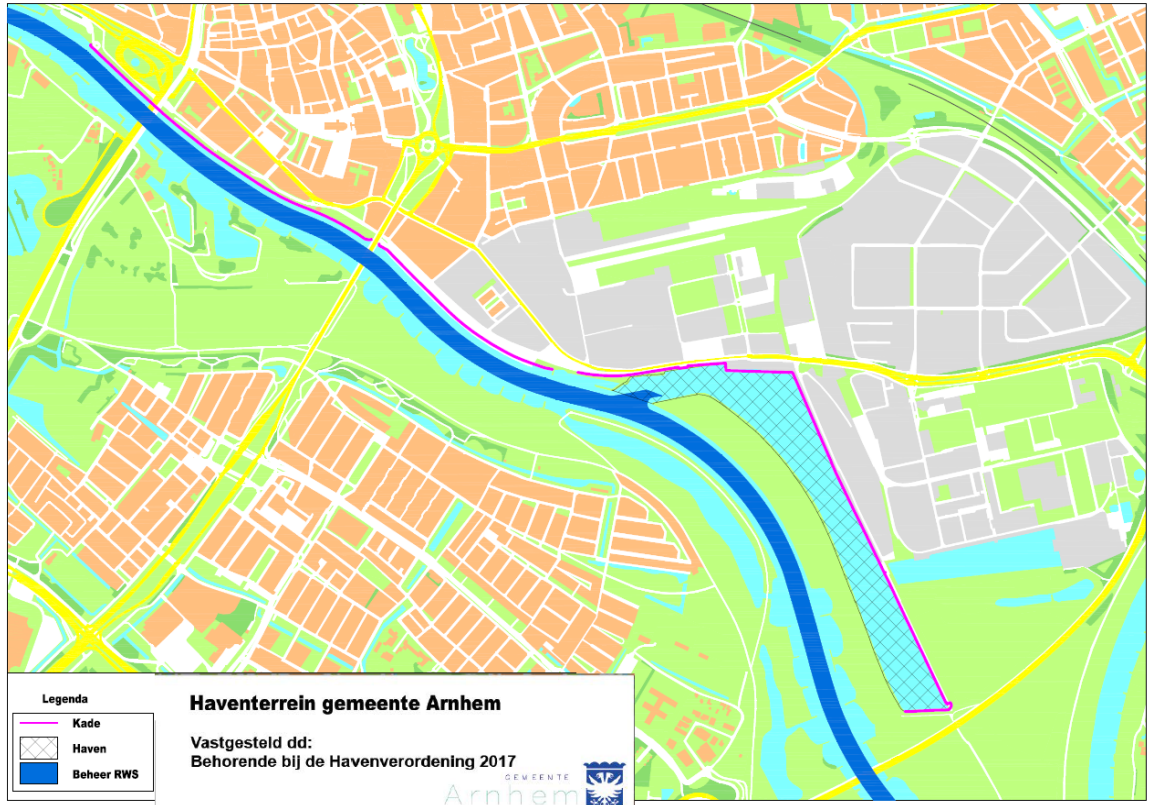 Legenda
Kade
Haven
Beheer RWS
Haventerrein gemeente Arnhem
Vastgesteld dd:
Behorende bij de Havenverordening 2017
GEMEENTE
Arnhem